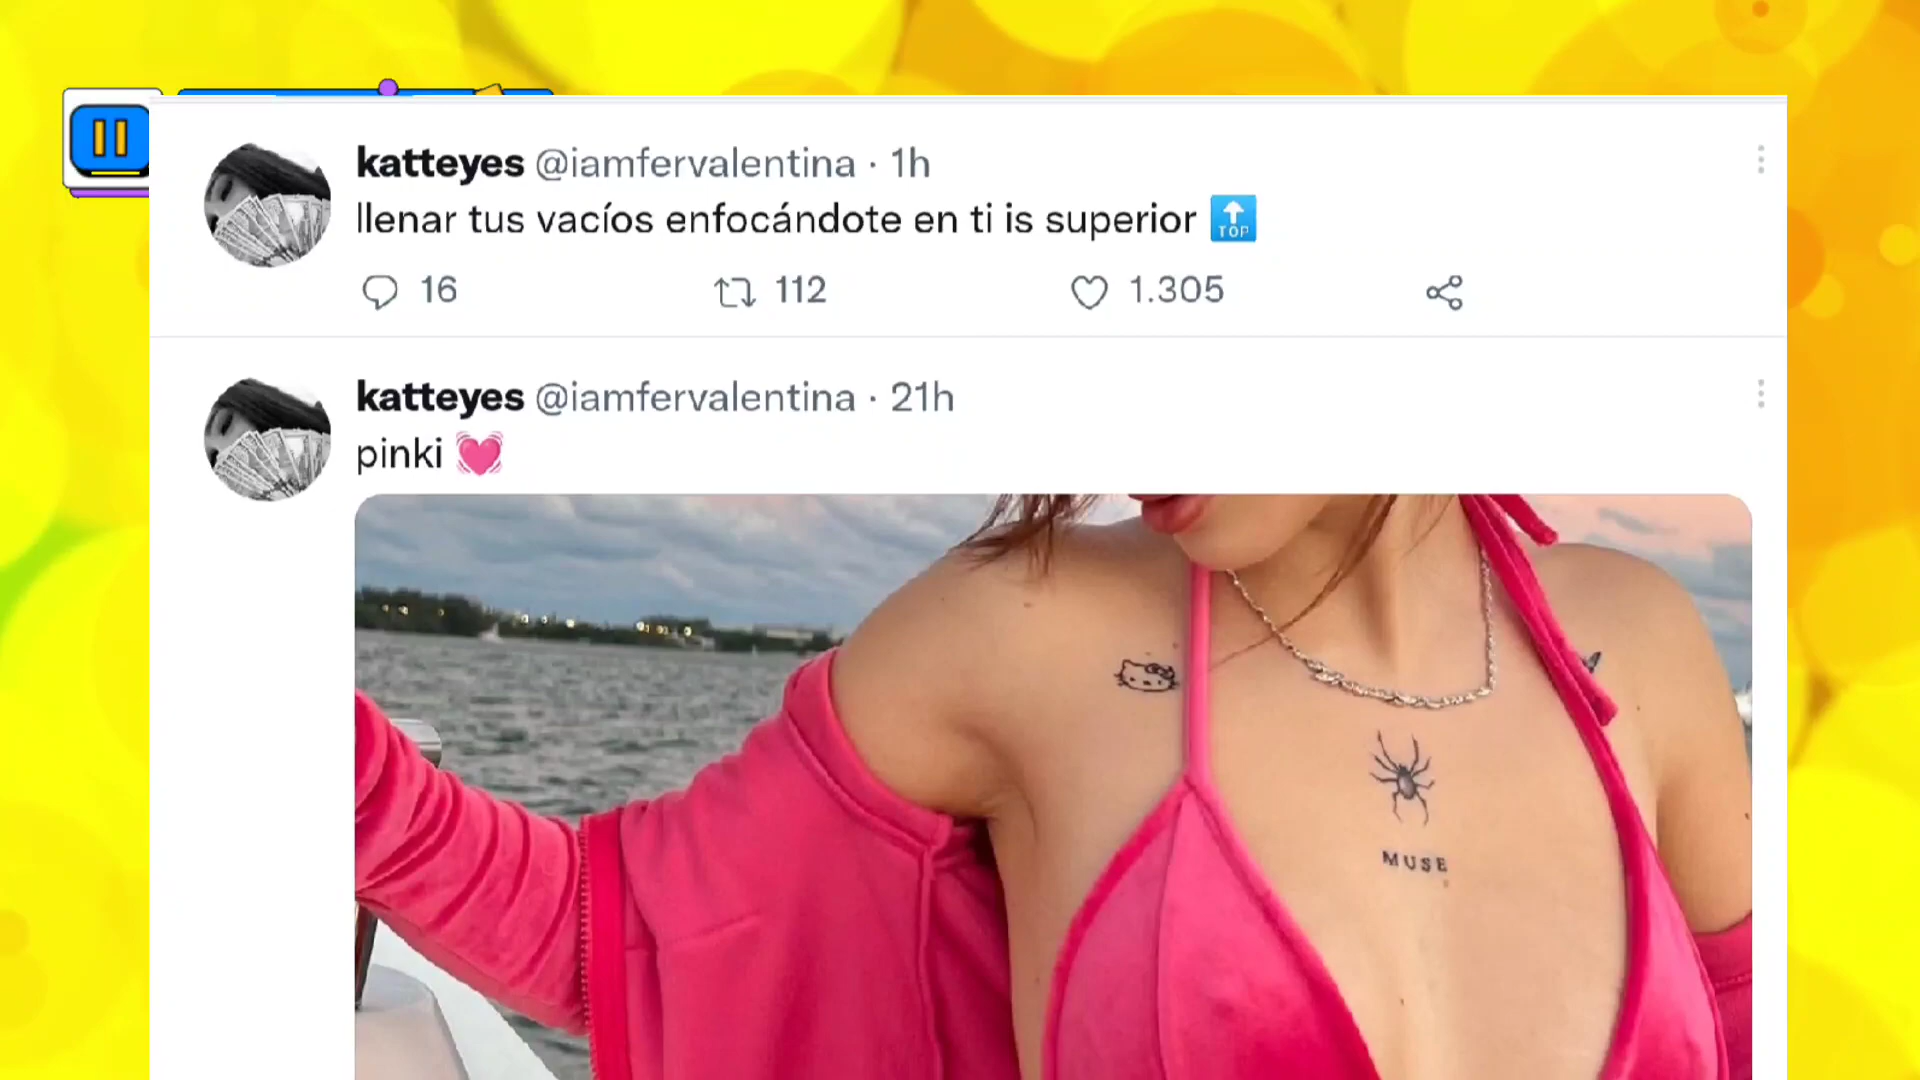 katteyes @iamfervalentina · 1h
llenar tus vacíos enfocándote en ti is superior 🔝
16 112 1.305
katteyes @iamfervalentina · 21h
pinki 💓
MUSE